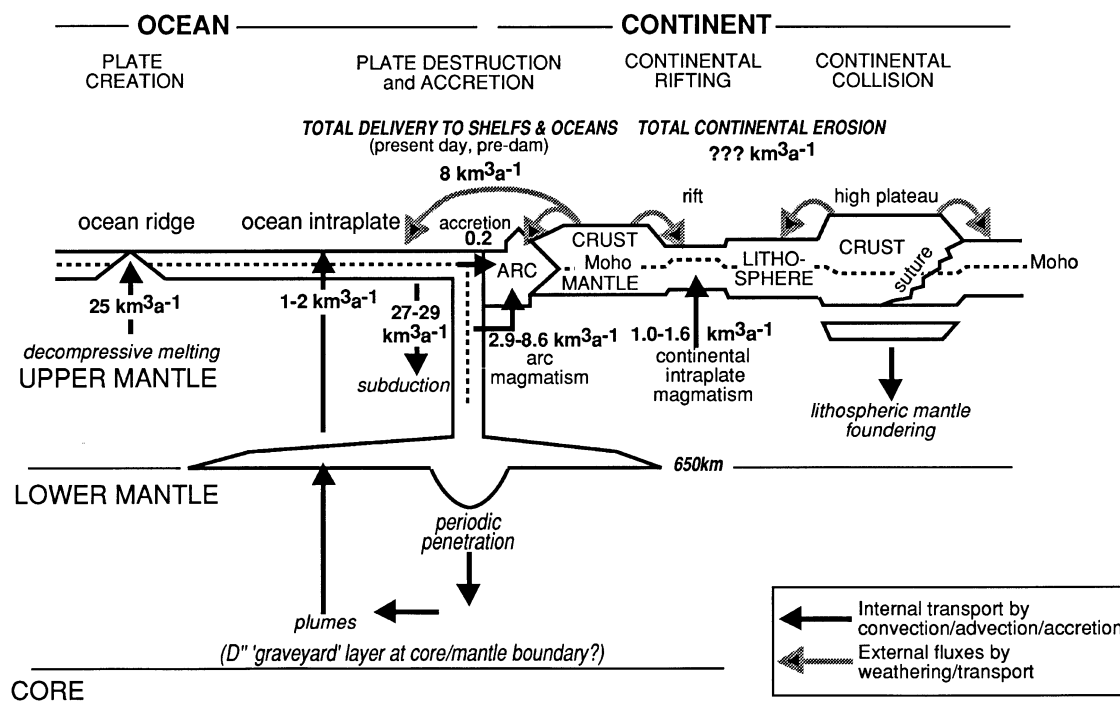 OCEAN
CONTINENT
PLATE
CREATION
PLATE DESTRUCTION
and ACCRETION
CONTINENTAL
RIFTING
CONTINENTAL
COLLISION
TOTAL DELIVERY TO SHELFS & OCEANS
(present day, pre-dam)
8 km³a⁻¹
TOTAL CONTINENTAL EROSION
??? km³a⁻¹
ocean ridge
ocean intraplate
accretion
0.2
rift
high plateau
ARC
CRUST
Moho
MANTLE
LITHO-
SPHERE
CRUST
suture
Moho
25 km³a⁻¹
1-2 km³a⁻¹
27-29
km³a⁻¹
2.9-8.6 km³a⁻¹
arc
magmatism
1.0-1.6 km³a⁻¹
continental
intraplate
magmatism
decompressive melting
UPPER MANTLE
subduction
lithospheric mantle
foundering
650km
LOWER MANTLE
periodic
penetration
plumes
(D" 'graveyard' layer at core/mantle boundary?)
CORE
Internal transport by
convection/advection/accretion
External fluxes by
weathering/transport